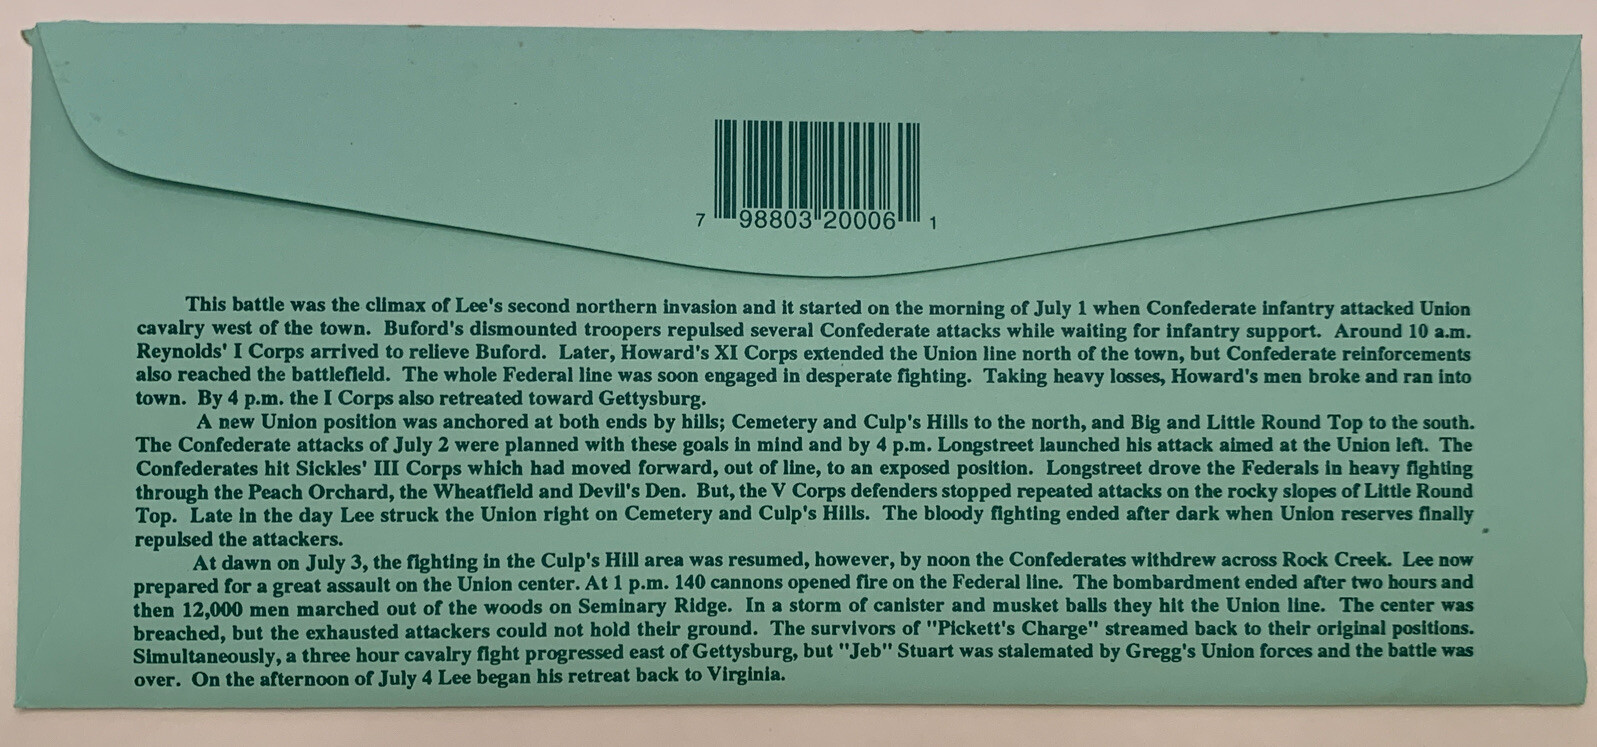 7 98803 20006 1
This battle was the climax of Lee's second northern invasion and it started on the morning of July 1 when Confederate infantry attacked Union
cavalry west of the town. Buford's dismounted troopers repulsed several Confederate attacks while waiting for infantry support. Around 10 a.m.
Reynolds' I Corps arrived to relieve Buford. Later, Howard's XI Corps extended the Union line north of the town, but Confederate reinforcements
also reached the battlefield. The whole Federal line was soon engaged in desperate fighting. Taking heavy losses, Howard's men broke and ran into
town. By 4 p.m. the I Corps also retreated toward Gettysburg.
A new Union position was anchored at both ends by hills; Cemetery and Culp's Hills to the north, and Big and Little Round Top to the south.
The Confederate attacks of July 2 were planned with these goals in mind and by 4 p.m. Longstreet launched his attack aimed at the Union left. The
Confederates hit Sickles' III Corps which had moved forward, out of line, to an exposed position. Longstreet drove the Federals in heavy fighting
through the Peach Orchard, the Wheatfield and Devil's Den. But, the V Corps defenders stopped repeated attacks on the rocky slopes of Little Round
Top. Late in the day Lee struck the Union right on Cemetery and Culp's Hills. The bloody fighting ended after dark when Union reserves finally
repulsed the attackers.
At dawn on July 3, the fighting in the Culp's Hill area was resumed, however, by noon the Confederates withdrew across Rock Creek. Lee now
prepared for a great assault on the Union center. At 1 p.m. 140 cannons opened fire on the Federal line. The bombardment ended after two hours and
then 12,000 men marched out of the woods on Seminary Ridge. In a storm of canister and musket balls they hit the Union line. The center was
breached, but the exhausted attackers could not hold their ground. The survivors of "Pickett's Charge" streamed back to their original positions.
Simultaneously, a three hour cavalry fight progressed east of Gettysburg, but "Jeb" Stuart was stalemated by Gregg's Union forces and the battle was
over. On the afternoon of July 4 Lee began his retreat back to Virginia.